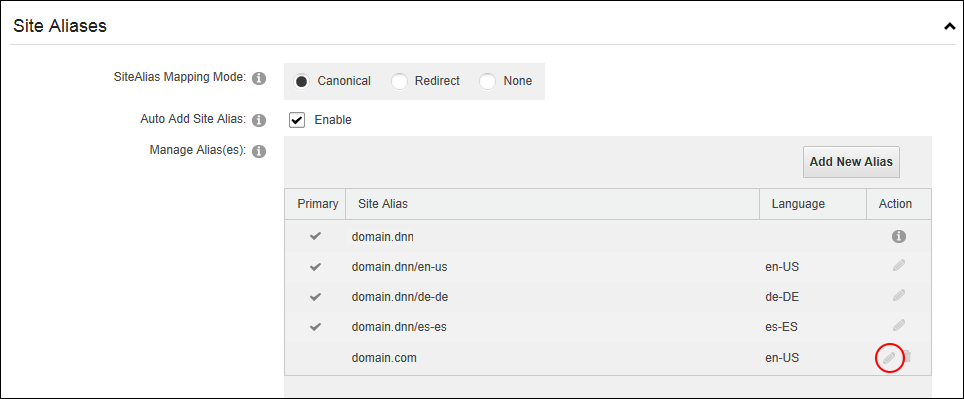 Site Aliases
SiteAlias Mapping Mode: Canonical Redirect None
Auto Add Site Alias: Enable
Manage Alias(es):
Add New Alias
Primary Site Alias Language Action
domain.dnn
domain.dnn/en-us en-US
domain.dnn/de-de de-DE
domain.dnn/es-es es-ES
domain.com en-US